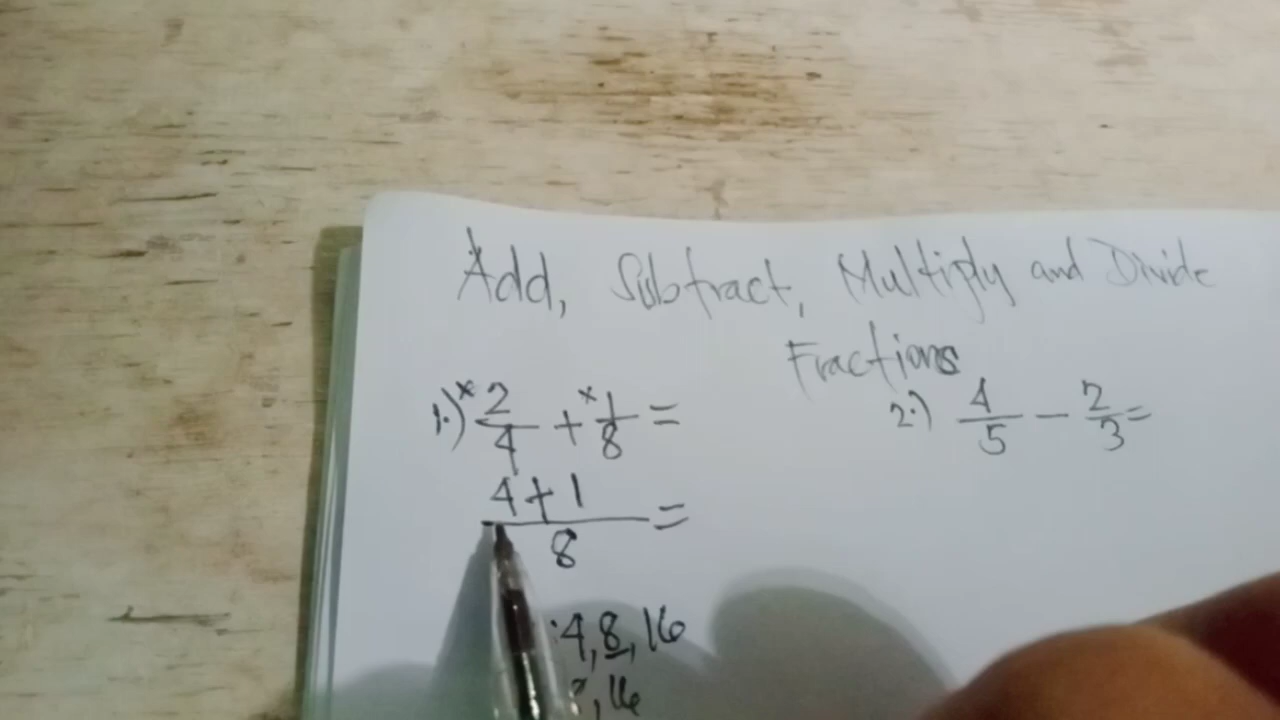 Add, Subtract, Multiply and Divide
Fractions
1.) × 2/4 + × 1/8 =
2.) 4/5 - 2/3 =
4+1/8 =
:4, 8, 16
, 16